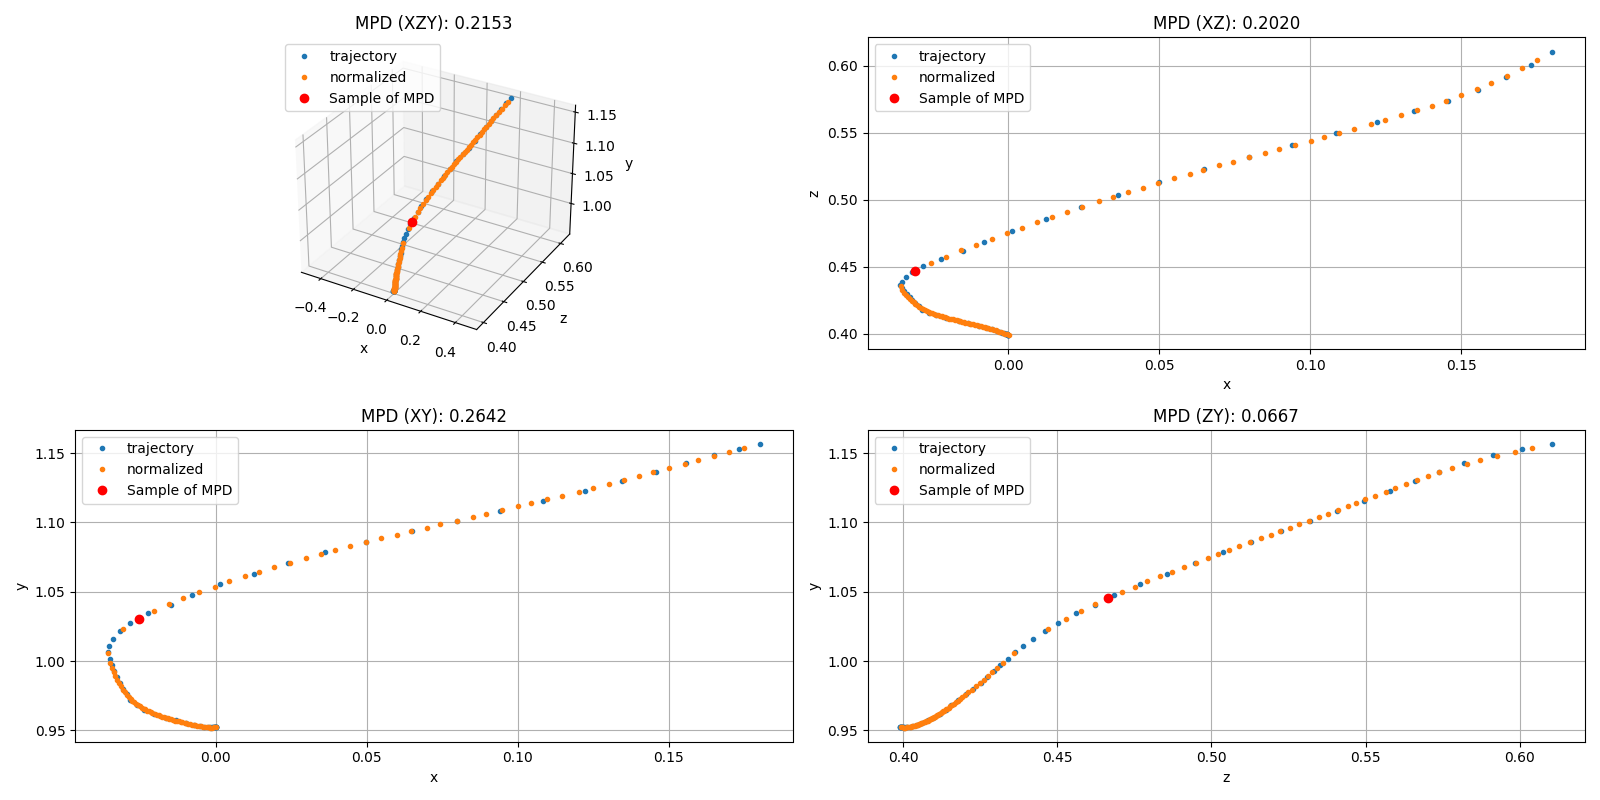 MPD (XZY): 0.2153
trajectory
normalized
Sample of MPD
1.15
1.10
1.05
1.00
y
0.60
0.55
0.50
0.45
0.40
z
−0.4
−0.2
0.0
0.2
0.4
x
MPD (XZ): 0.2020
trajectory
normalized
Sample of MPD
0.60
0.55
0.50
0.45
0.40
z
0.00
0.05
0.10
0.15
x
MPD (XY): 0.2642
trajectory
normalized
Sample of MPD
1.15
1.10
1.05
1.00
0.95
y
0.00
0.05
0.10
0.15
x
MPD (ZY): 0.0667
trajectory
normalized
Sample of MPD
1.15
1.10
1.05
1.00
0.95
y
0.40
0.45
0.50
0.55
0.60
z